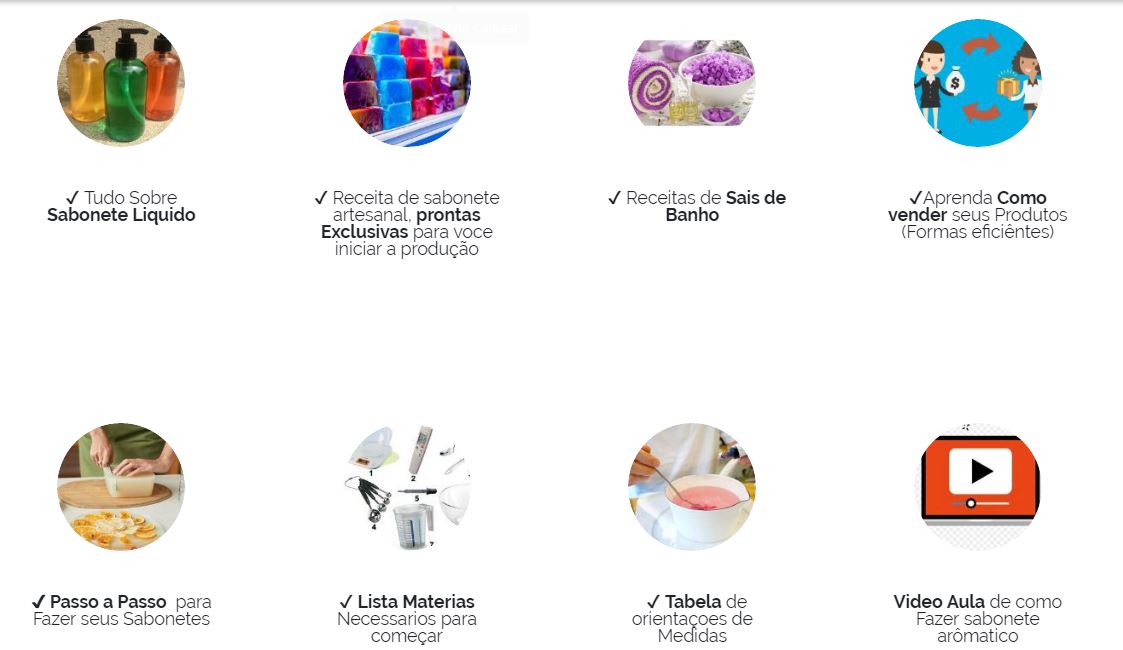 ✓ Tudo Sobre
Sabonete Liquido
✓ Receita de sabonete
artesanal, prontas
Exclusivas para voce
iniciar a produção
✓ Receitas de Sais de
Banho
✓Aprenda Como
vender seus Produtos
(Formas eficiêntes)
✓ Passo a Passo para
Fazer seus Sabonetes
✓ Lista Materias
Necessarios para
começar
✓ Tabela de
orientaçoes de
Medidas
Video Aula de como
Fazer sabonete
arômatico
$
1
2
4
5
7